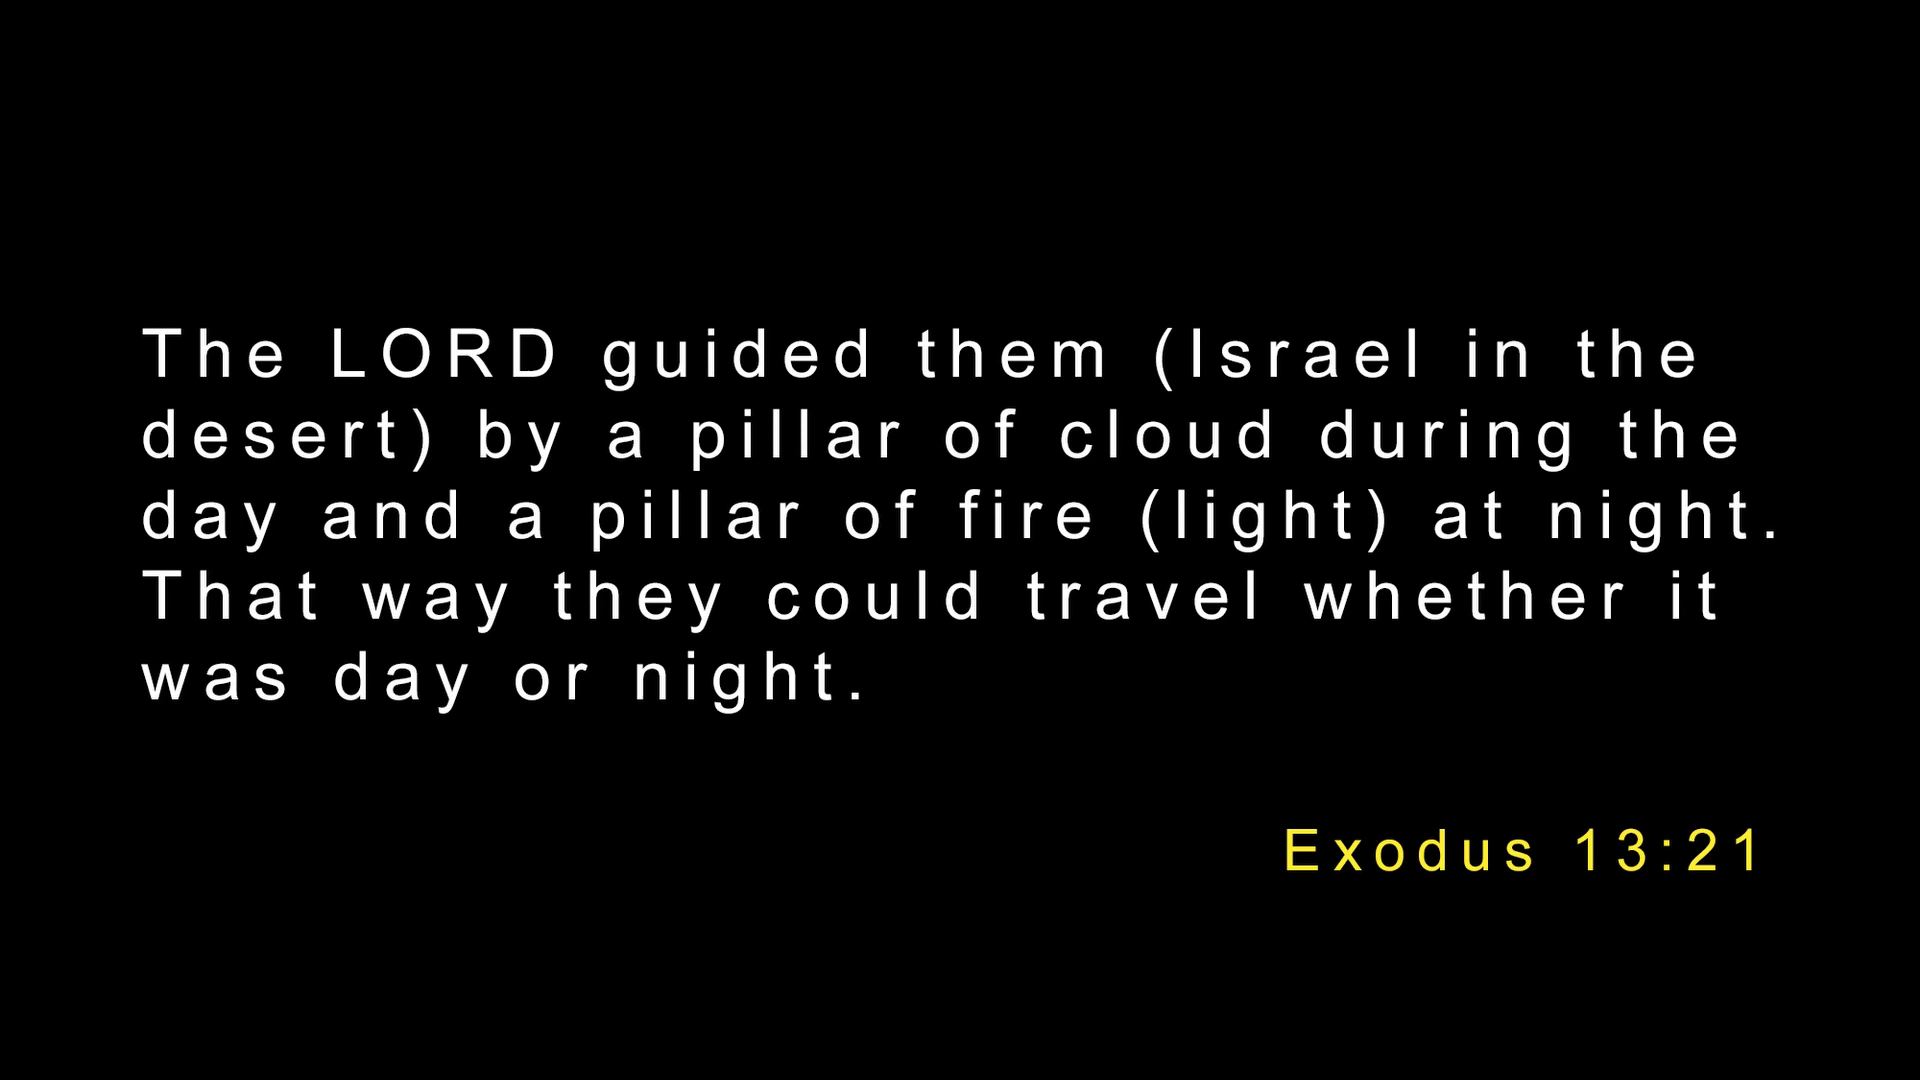 The LORD guided them (Israel in the
desert) by a pillar of cloud during the
day and a pillar of fire (light) at night.
That way they could travel whether it
was day or night.
Exodus 13:21